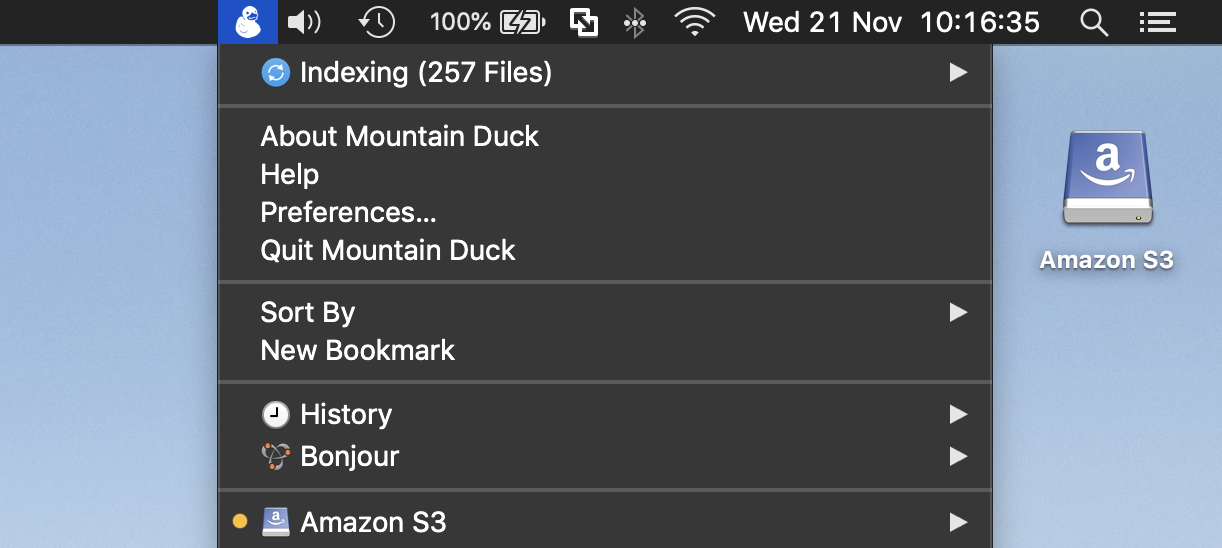 100%
Wed 21 Nov 10:16:35
Indexing (257 Files)
About Mountain Duck
Help
Preferences...
Quit Mountain Duck
Sort By
New Bookmark
History
Bonjour
a
Amazon S3
a
Amazon S3